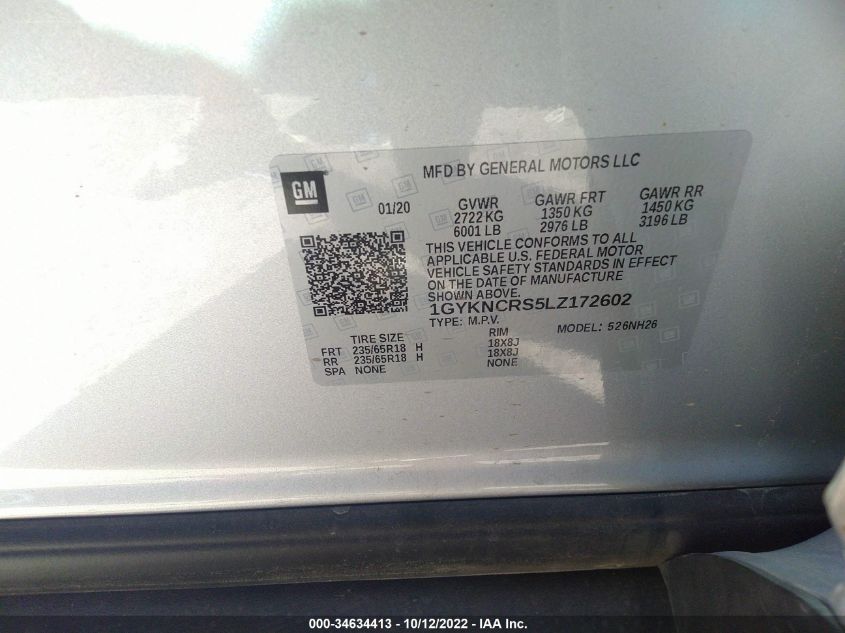 MFD BY GENERAL MOTORS LLC
GM
01/20
GVWR GAWR FRT GAWR RR
2722 KG 1350 KG 1450 KG
6001 LB 2976 LB 3196 LB
THIS VEHICLE CONFORMS TO ALL
APPLICABLE U.S. FEDERAL MOTOR
VEHICLE SAFETY STANDARDS IN EFFECT
ON THE DATE OF MANUFACTURE
SHOWN ABOVE.
1GYKNCRS5LZ172602
TYPE: M.P.V. MODEL: 526NH26
TIRE SIZE RIM
FRT 235/65R18 H 18X8J
RR 235/65R18 H 18X8J
SPA NONE NONE
000-34634413 - 10/12/2022 - IAA Inc.